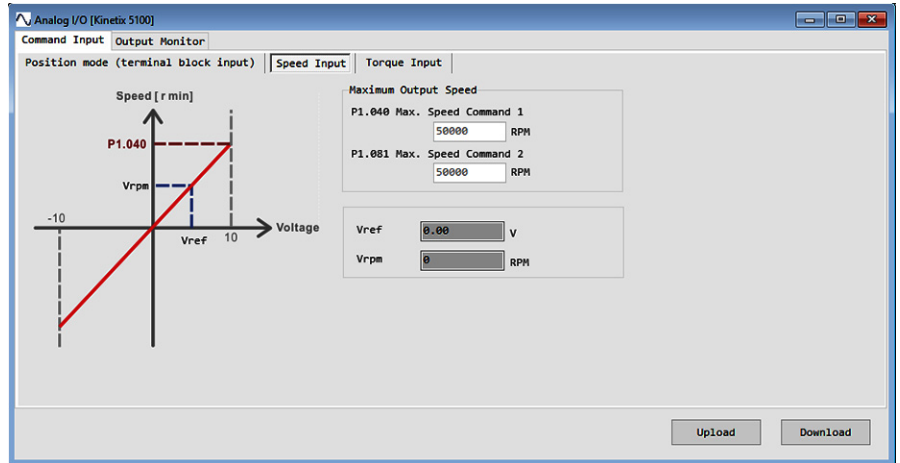 Analog I/O [Kinetix 5100]
Command Input Output Monitor
Position mode (terminal block input) Speed Input Torque Input
Speed [ r min]
P1.040
Vrpm
-10
Vref
10
Voltage
Maximum Output Speed
P1.040 Max. Speed Command 1
50000 RPM
P1.081 Max. Speed Command 2
50000 RPM
Vref 0.00 V
Vrpm 0 RPM
Upload Download